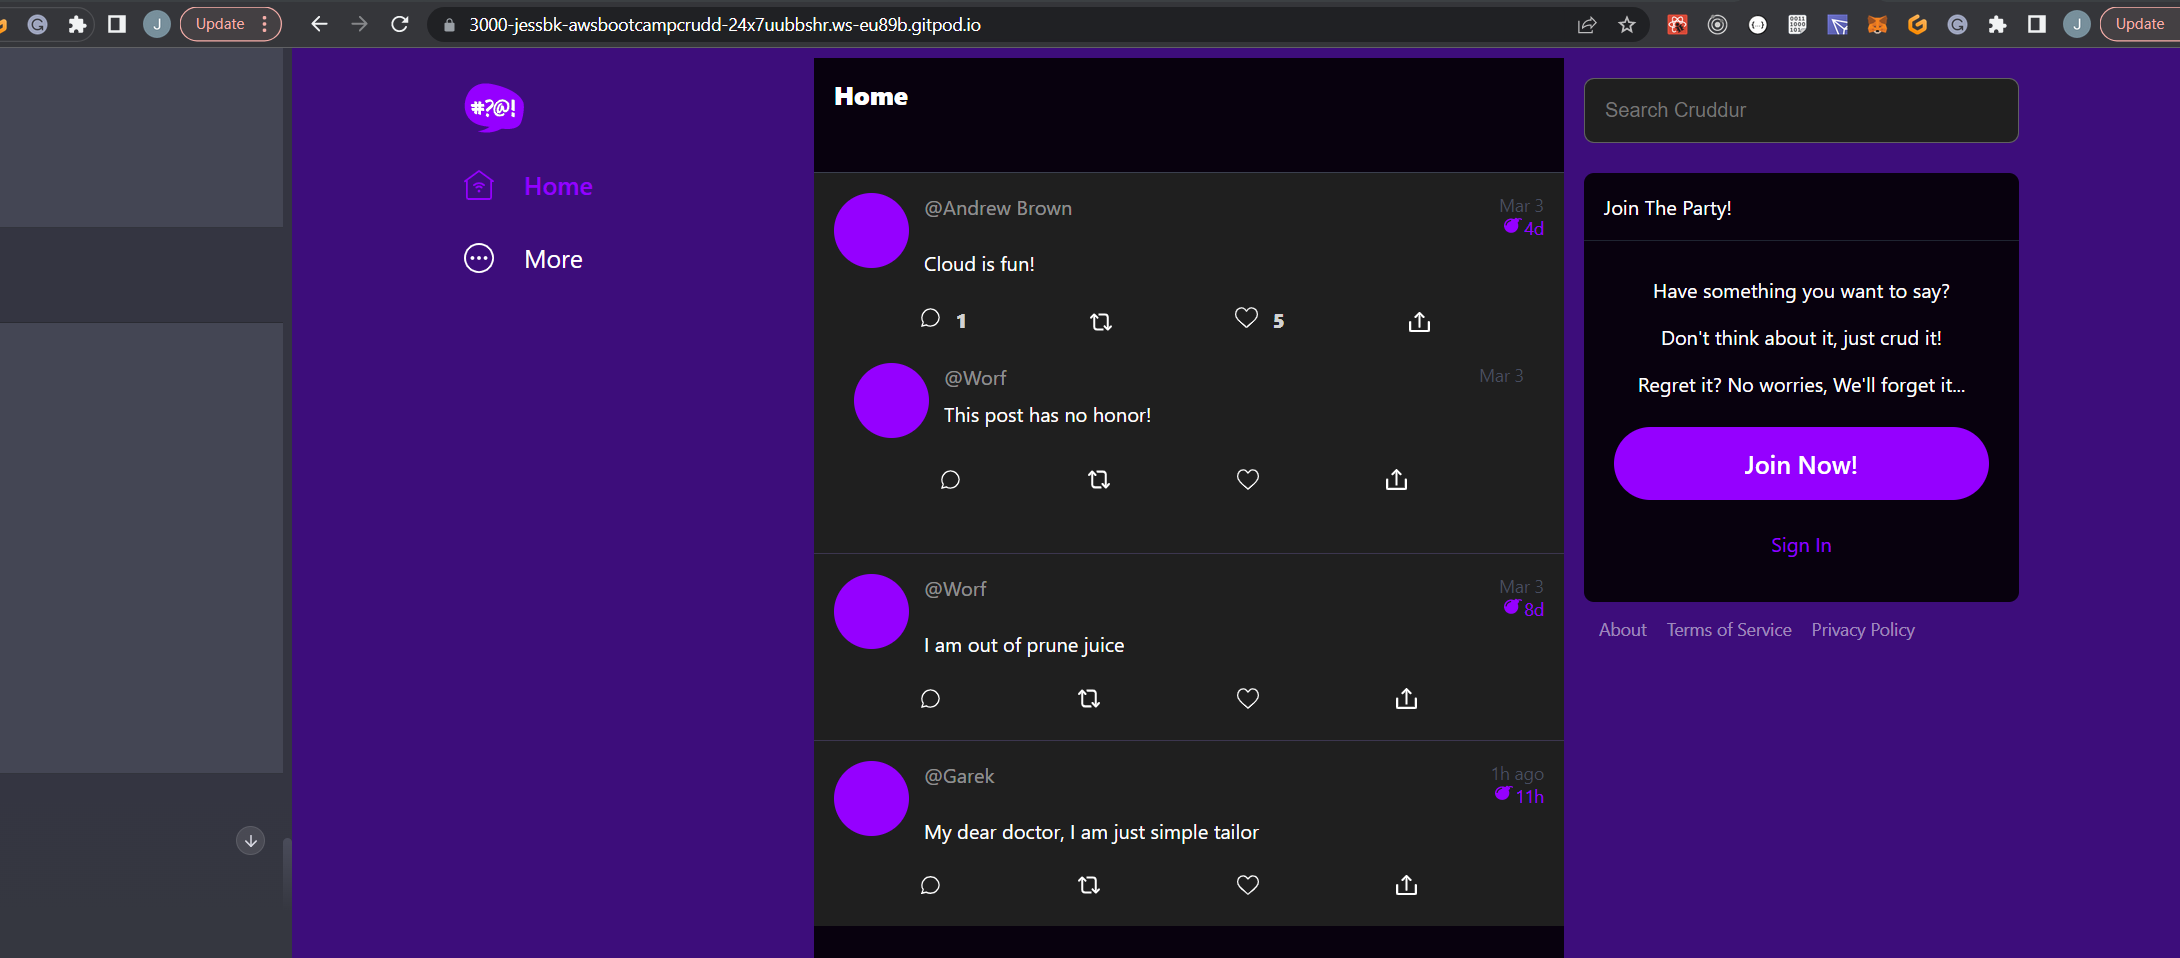 Update
3000-jessbk-awsbootcampcrudd-24x7uubbshr.ws-eu89b.gitpod.io
J
Update
#?@!
Home
More
Home
@Andrew Brown
Mar 3
4d
Cloud is fun!
1
5
@Worf
Mar 3
This post has no honor!
@Worf
Mar 3
8d
I am out of prune juice
@Garek
1h ago
11h
My dear doctor, I am just simple tailor
Search Cruddur
Join The Party!
Have something you want to say?
Don't think about it, just crud it!
Regret it? No worries, We'll forget it...
Join Now!
Sign In
About Terms of Service Privacy Policy